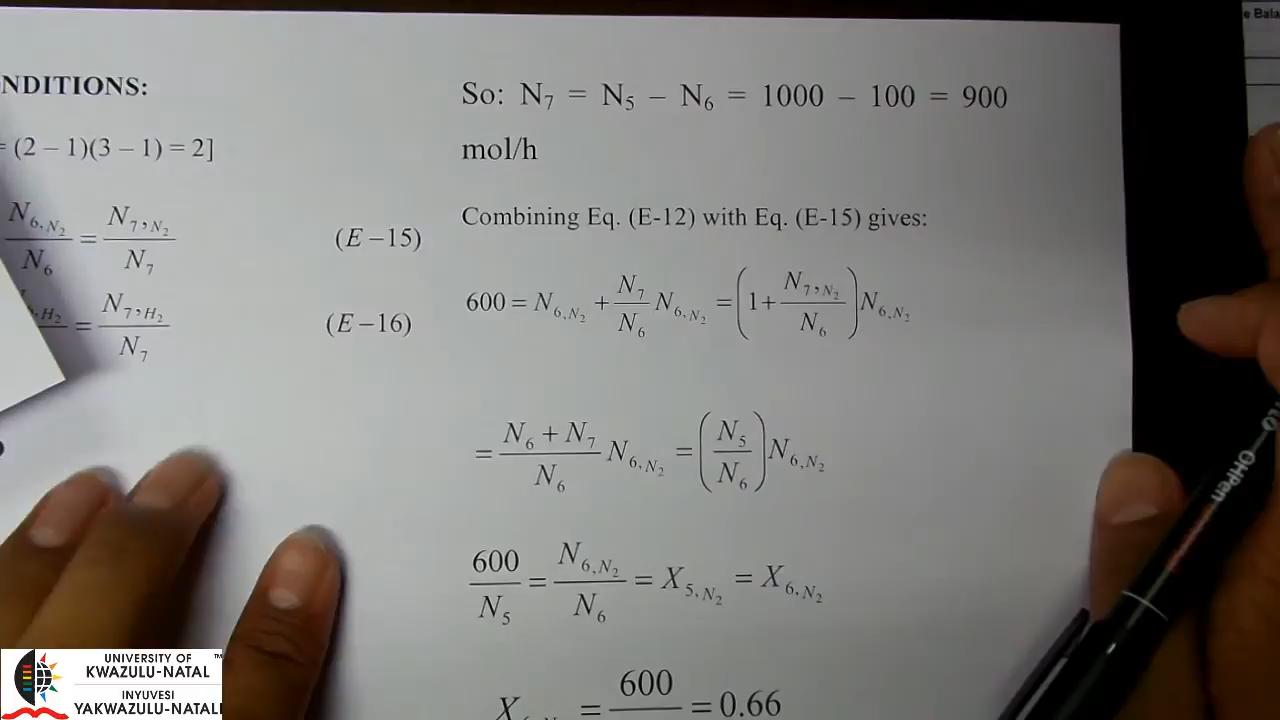 e Bala
NDITIONS:
= (2 – 1)(3 – 1) = 2]
N6,N2 / N6 = N7,N2 / N7 (E –15)
,H2 = N7,H2 / N7 (E –16)
So: N7 = N5 – N6 = 1000 – 100 = 900
mol/h
Combining Eq. (E-12) with Eq. (E-15) gives:
600 = N6,N2 + N7 / N6 N6,N2 = (1 + N7,N2 / N6) N6,N2
= N6 + N7 / N6 N6,N2 = (N5 / N6) N6,N2
600 / N5 = N6,N2 / N6 = X5,N2 = X6,N2
= 600 = 0.66
OHPen
UNIVERSITY OF ™
KWAZULU-NATAL
INYUVESI
YAKWAZULU-NATALI